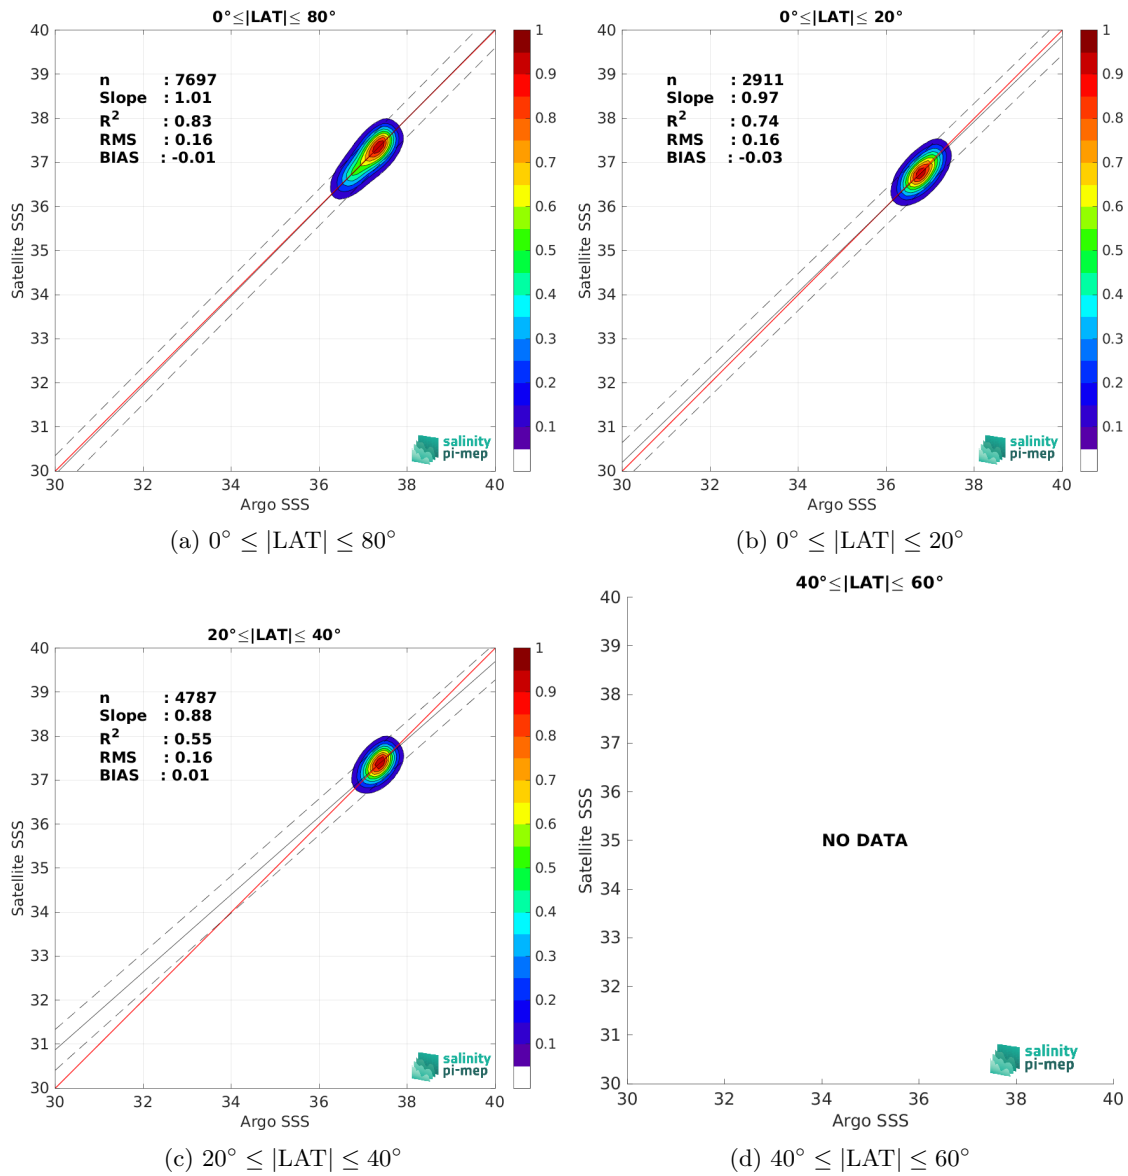 0°≤|LAT|≤ 80°
n : 7697
Slope : 1.01
R2 : 0.83
RMS : 0.16
BIAS : -0.01
40
39
38
37
36
35
34
33
32
31
30
Satellite SSS
30 32 34 36 38 40
Argo SSS
1
0.9
0.8
0.7
0.6
0.5
0.4
0.3
0.2
0.1
salinity
pi-mep
(a) 0° ≤ |LAT| ≤ 80°
0°≤|LAT|≤ 20°
n : 2911
Slope : 0.97
R2 : 0.74
RMS : 0.16
BIAS : -0.03
40
39
38
37
36
35
34
33
32
31
30
Satellite SSS
30 32 34 36 38 40
Argo SSS
1
0.9
0.8
0.7
0.6
0.5
0.4
0.3
0.2
0.1
salinity
pi-mep
(b) 0° ≤ |LAT| ≤ 20°
20°≤|LAT|≤ 40°
n : 4787
Slope : 0.88
R2 : 0.55
RMS : 0.16
BIAS : 0.01
40
39
38
37
36
35
34
33
32
31
30
Satellite SSS
30 32 34 36 38 40
Argo SSS
1
0.9
0.8
0.7
0.6
0.5
0.4
0.3
0.2
0.1
salinity
pi-mep
(c) 20° ≤ |LAT| ≤ 40°
40°≤|LAT|≤ 60°
40
39
38
37
36
35
34
33
32
31
30
Satellite SSS
NO DATA
30 32 34 36 38 40
Argo SSS
salinity
pi-mep
(d) 40° ≤ |LAT| ≤ 60°